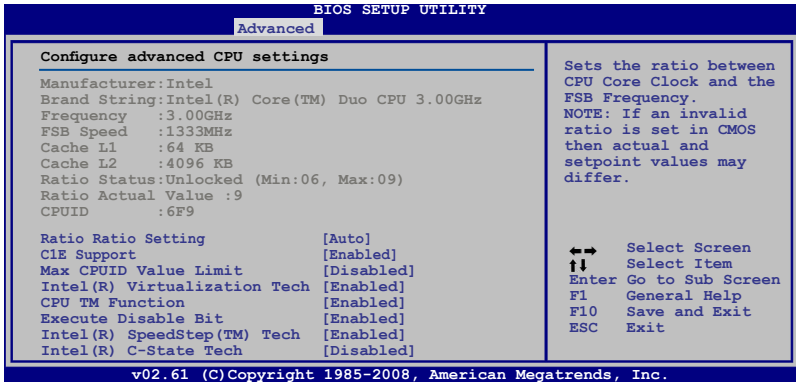 BIOS SETUP UTILITY
Advanced
Configure advanced CPU settings
Manufacturer:Intel
Brand String:Intel(R) Core(TM) Duo CPU 3.00GHz
Frequency :3.00GHz
FSB Speed :1333MHz
Cache L1 :64 KB
Cache L2 :4096 KB
Ratio Status:Unlocked (Min:06, Max:09)
Ratio Actual Value :9
CPUID :6F9
Ratio Ratio Setting [Auto]
C1E Support [Enabled]
Max CPUID Value Limit [Disabled]
Intel(R) Virtualization Tech [Enabled]
CPU TM Function [Enabled]
Execute Disable Bit [Enabled]
Intel(R) SpeedStep(TM) Tech [Enabled]
Intel(R) C-State Tech [Disabled]
Sets the ratio between
CPU Core Clock and the
FSB Frequency.
NOTE: If an invalid
ratio is set in CMOS
then actual and
setpoint values may
differ.
←→ Select Screen
↑↓ Select Item
Enter Go to Sub Screen
F1 General Help
F10 Save and Exit
ESC Exit
v02.61 (C)Copyright 1985-2008, American Megatrends, Inc.